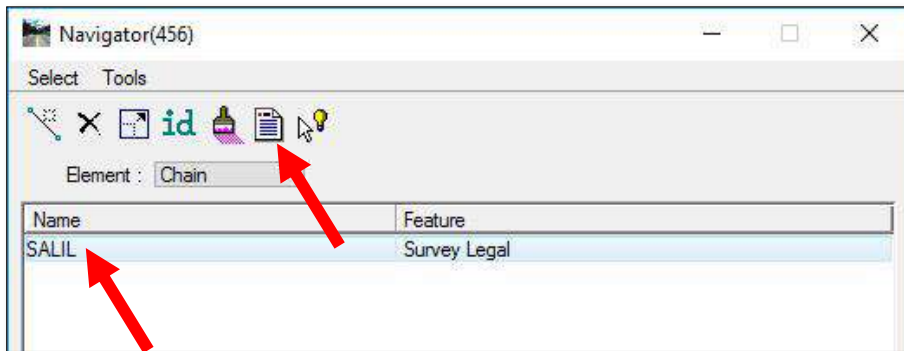 Navigator(456)
Select Tools
id
Element : Chain
Name Feature
SALIL Survey Legal